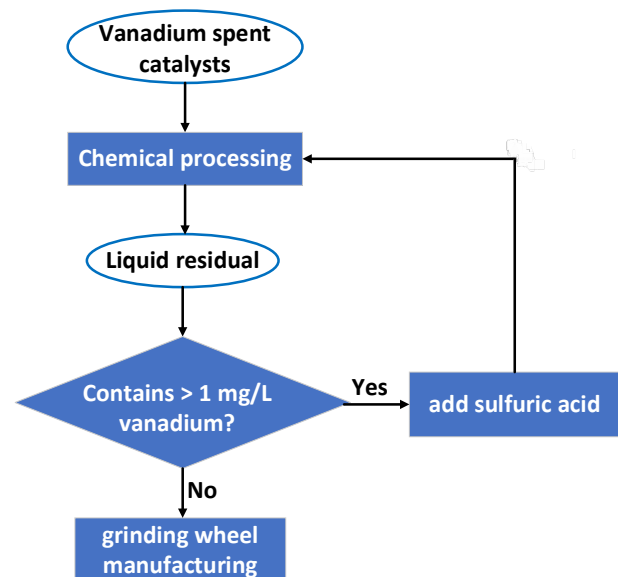 Vanadium spent
catalysts
Chemical processing
Liquid residual
Contains > 1 mg/L
vanadium?
Yes
add sulfuric acid
No
grinding wheel
manufacturing